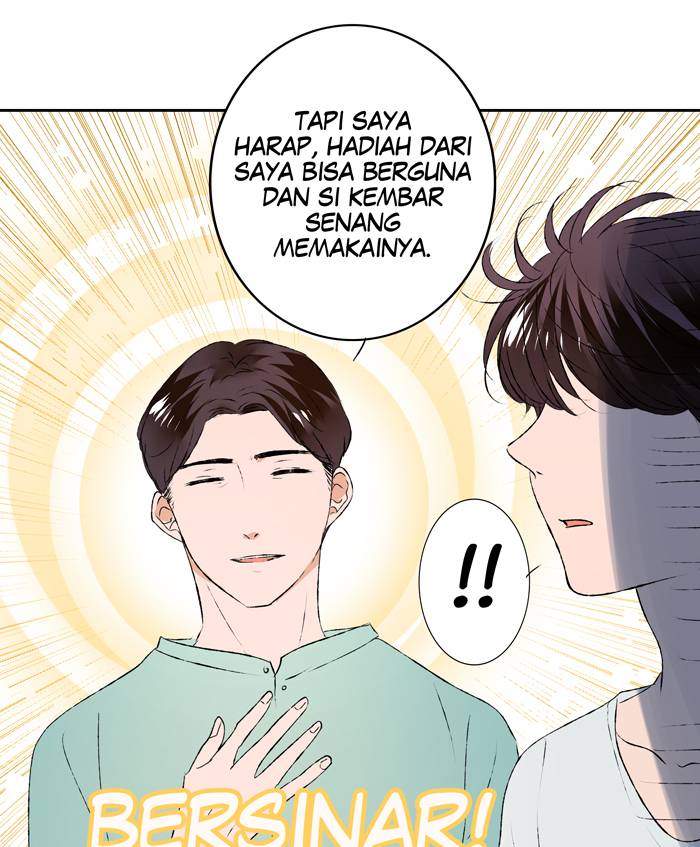 TAPI SAYA
HARAP, HADIAH DARI
SAYA BISA BERGUNA
DAN SI KEMBAR
SENANG
MEMAKAINYA.
!!
BERSINAR!